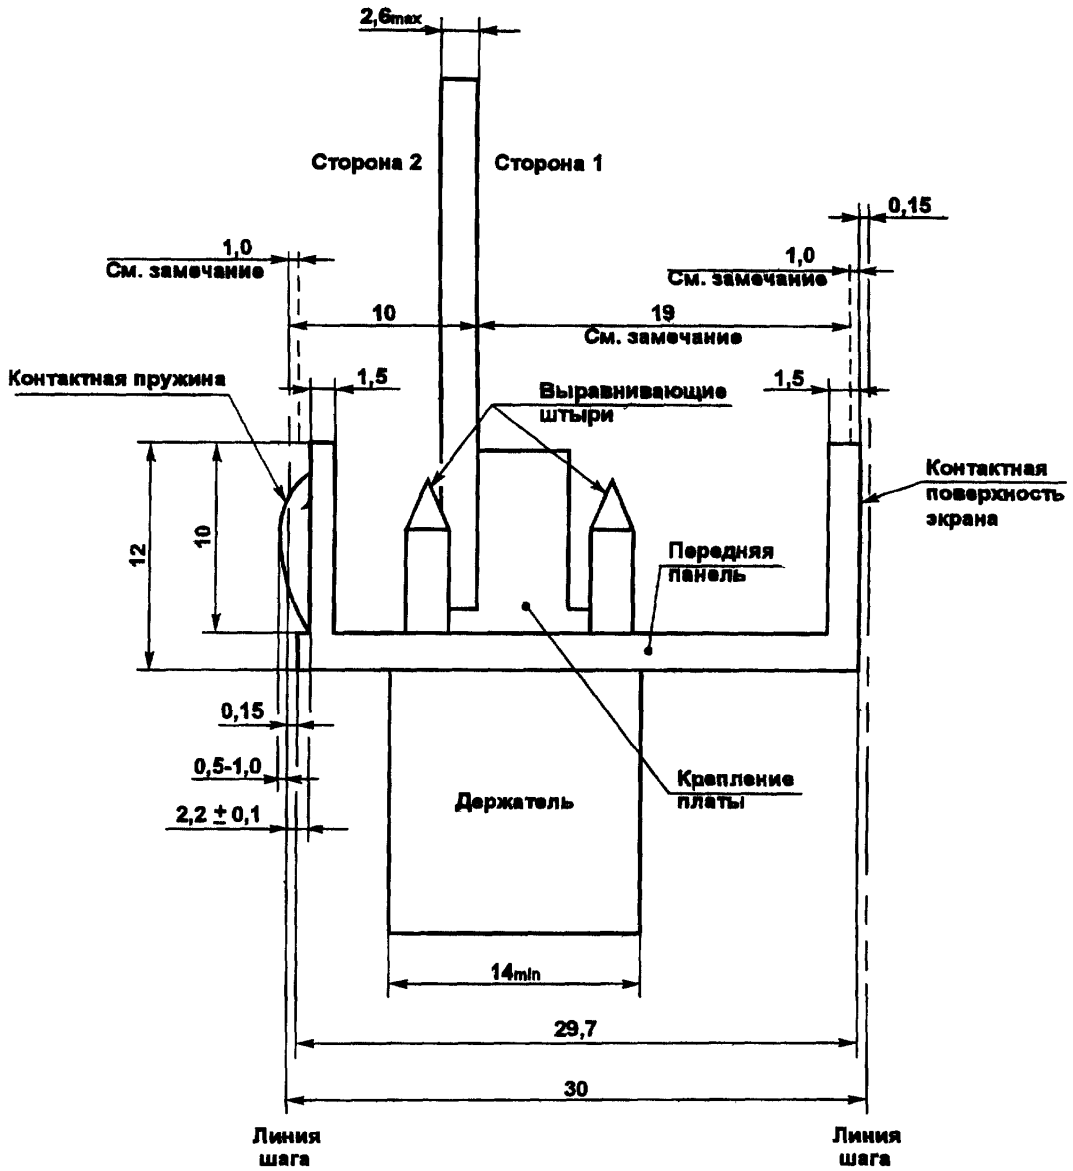 2,6max
Сторона 2
Сторона 1
0,15
1,0
См. замечание
1,0
См. замечание
10
19
См. замечание
Контактная пружина
1,5
Выравнивающие
штыри
1,5
Контактная
поверхность
экрана
12
10
Передняя
панель
0,15
0,5-1,0
2,2 ± 0,1
Держатель
Крепление
платы
14min
29,7
30
Линия
шага
Линия
шага